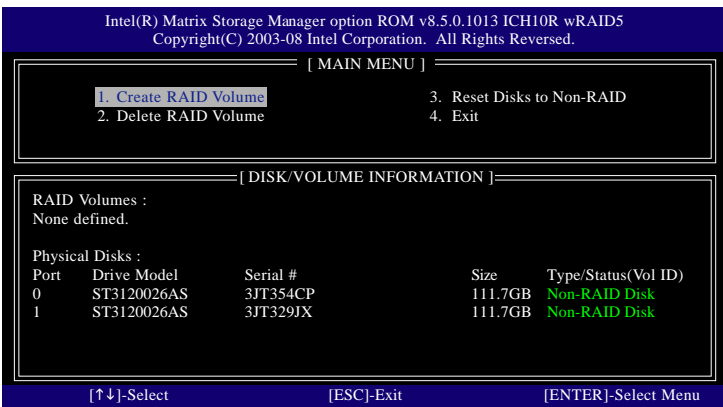 Intel(R) Matrix Storage Manager option ROM v8.5.0.1013 ICH10R wRAID5
Copyright(C) 2003-08 Intel Corporation. All Rights Reversed.
[ MAIN MENU ]
1. Create RAID Volume 3. Reset Disks to Non-RAID
2. Delete RAID Volume 4. Exit
[ DISK/VOLUME INFORMATION ]
RAID Volumes :
None defined.
Physical Disks :
Port Drive Model Serial # Size Type/Status(Vol ID)
0 ST3120026AS 3JT354CP 111.7GB Non-RAID Disk
1 ST3120026AS 3JT329JX 111.7GB Non-RAID Disk
[↑↓]-Select [ESC]-Exit [ENTER]-Select Menu